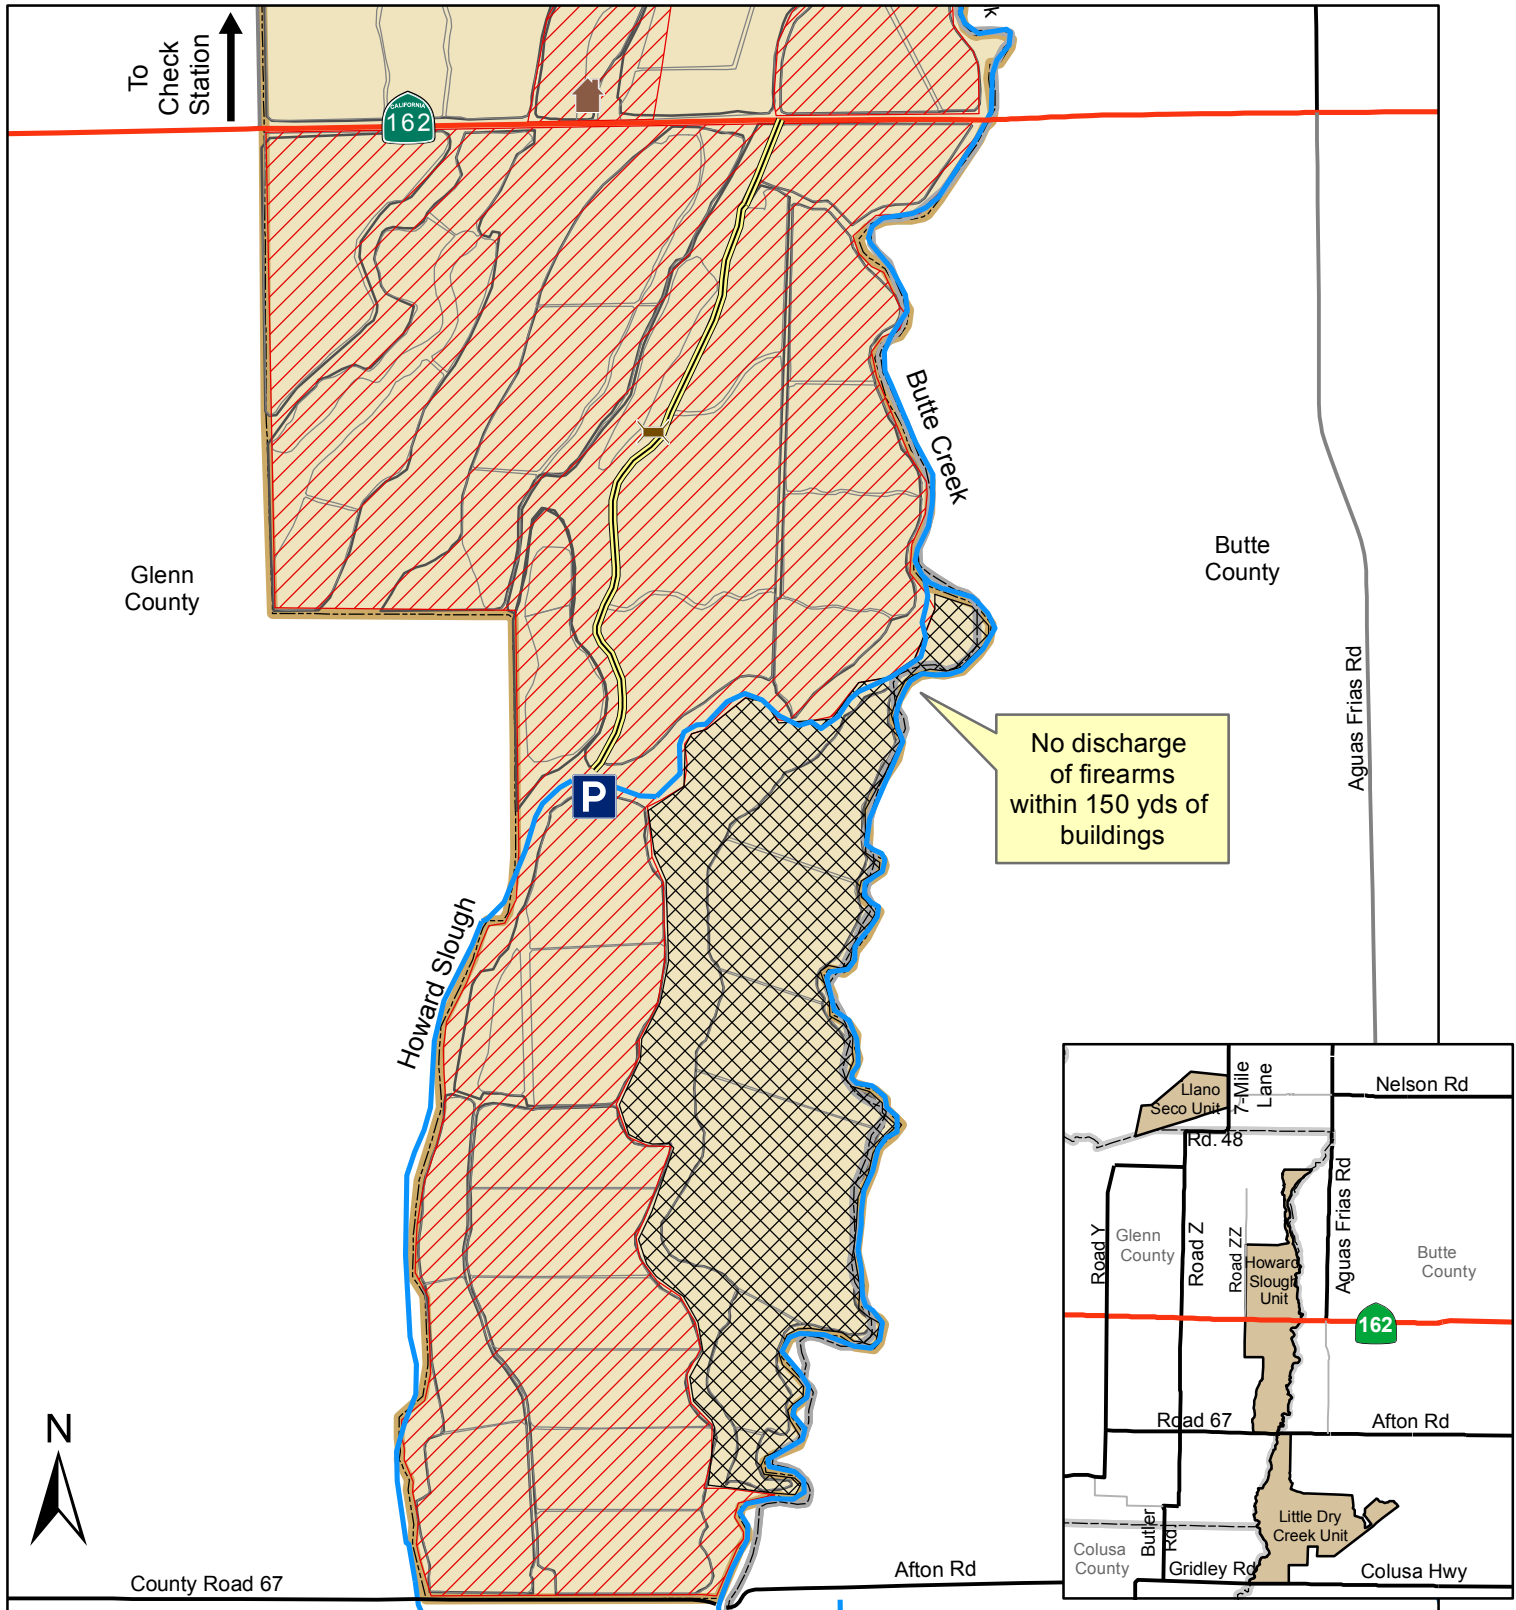 To
Check
Station
CALIFORNIA
162
k
Butte Creek
Glenn
County
Butte
County
Aguas Frias Rd
No discharge
of firearms
within 150 yds of
buildings
P
Howard Slough
N
County Road 67
Afton Rd
Llano
Seco Unit
7-Mile
Lane
Nelson Rd
Rd. 48
Road Y
Glenn
County
Road Z
Road ZZ
Howard
Slough
Unit
Aguas Frias Rd
Butte
County
162
Road 67
Afton Rd
Little Dry
Creek Unit
Butler
Rd.
Colusa
County
Gridley Rd
Colusa Hwy